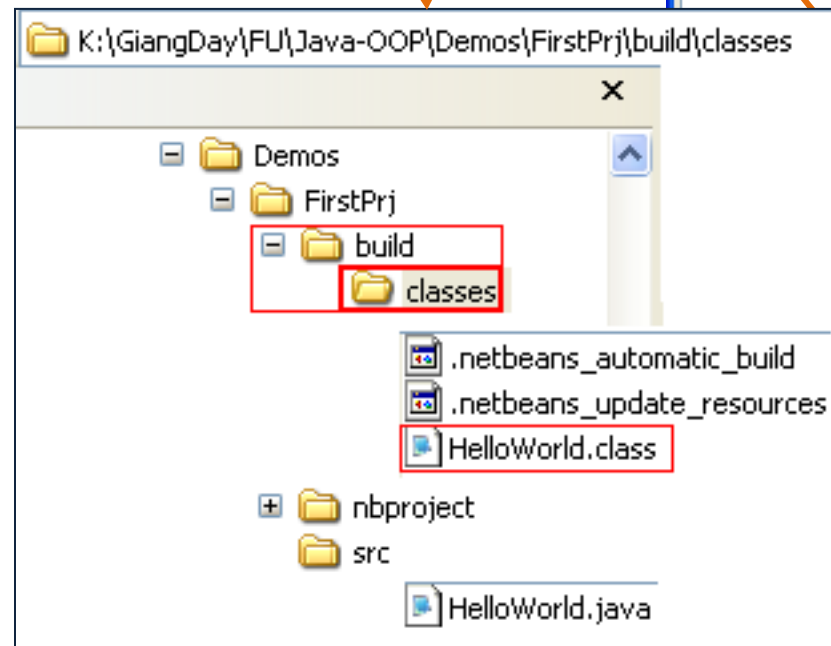 K:\GiangDay\FU\Java-OOP\Demos\FirstPrj\build\classes
Demos
FirstPrj
build
classes
.netbeans_automatic_build
.netbeans_update_resources
HelloWorld.class
nbproject
src
HelloWorld.java